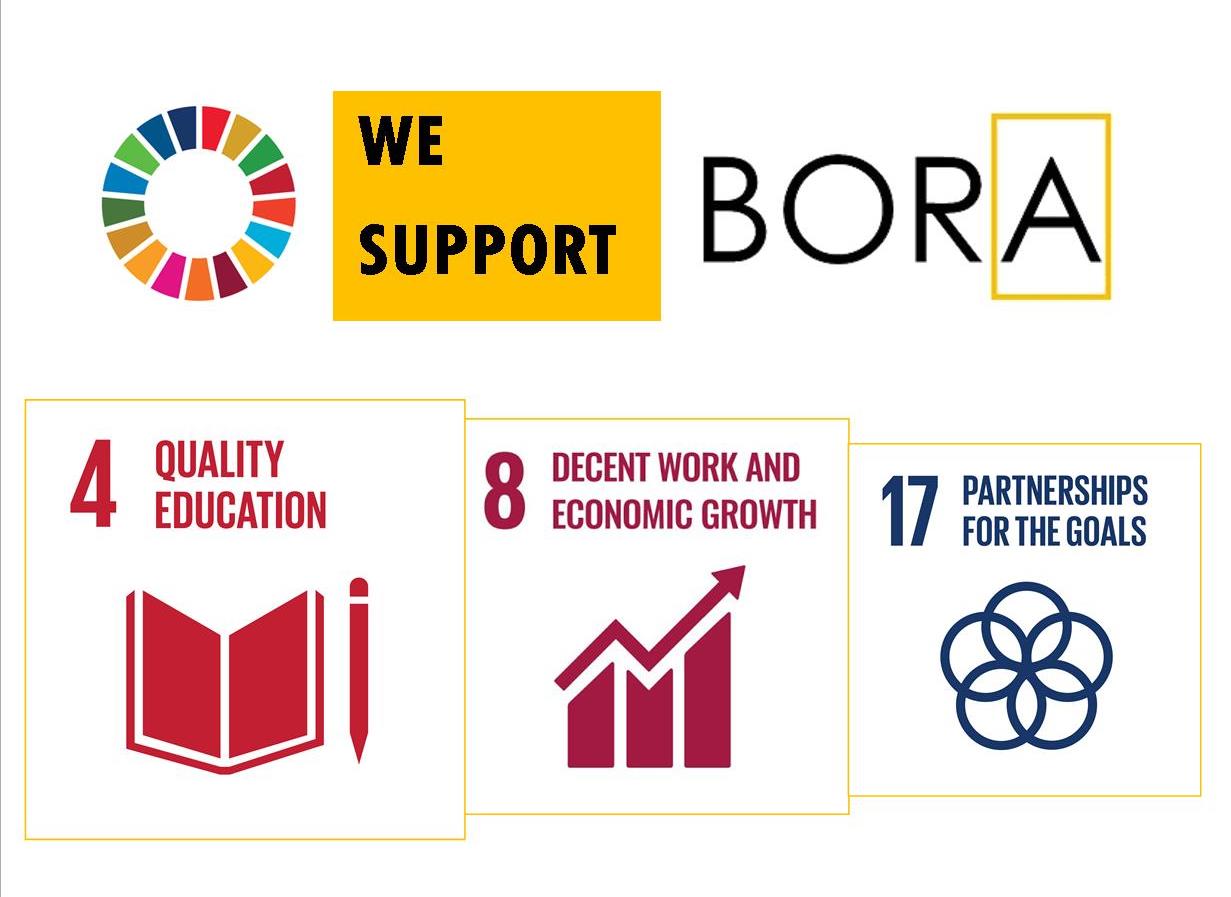 WE
SUPPORT
BORA
4 QUALITY
EDUCATION
8 DECENT WORK AND
ECONOMIC GROWTH
17 PARTNERSHIPS
FOR THE GOALS